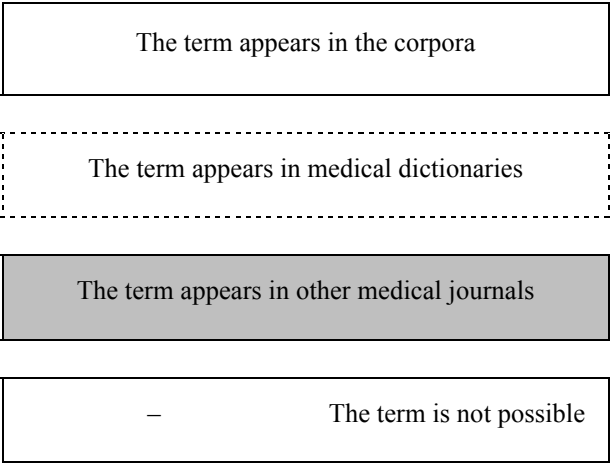 The term appears in the corpora
The term appears in medical dictionaries
The term appears in other medical journals
– The term is not possible